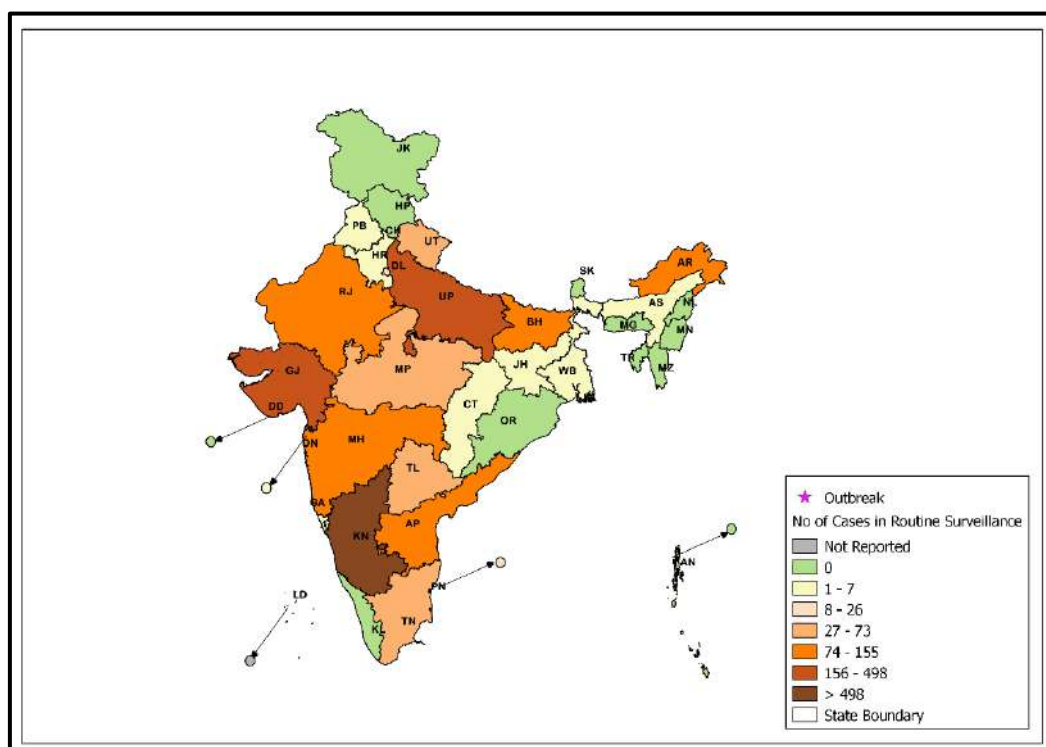 JK
HP
PB
CH
UT
HR
DL
SK
AR
RJ
UP
AS
NL
BH
MG
MN
GJ
MP
JH
TR
WB
MZ
DD
CT
OR
DN
MH
TL
GA
AP
KN
AN
PN
LD
KL
TN
Outbreak
No of Cases in Routine Surveillance
Not Reported
0
1 - 7
8 - 26
27 - 73
74 - 155
156 - 498
> 498
State Boundary